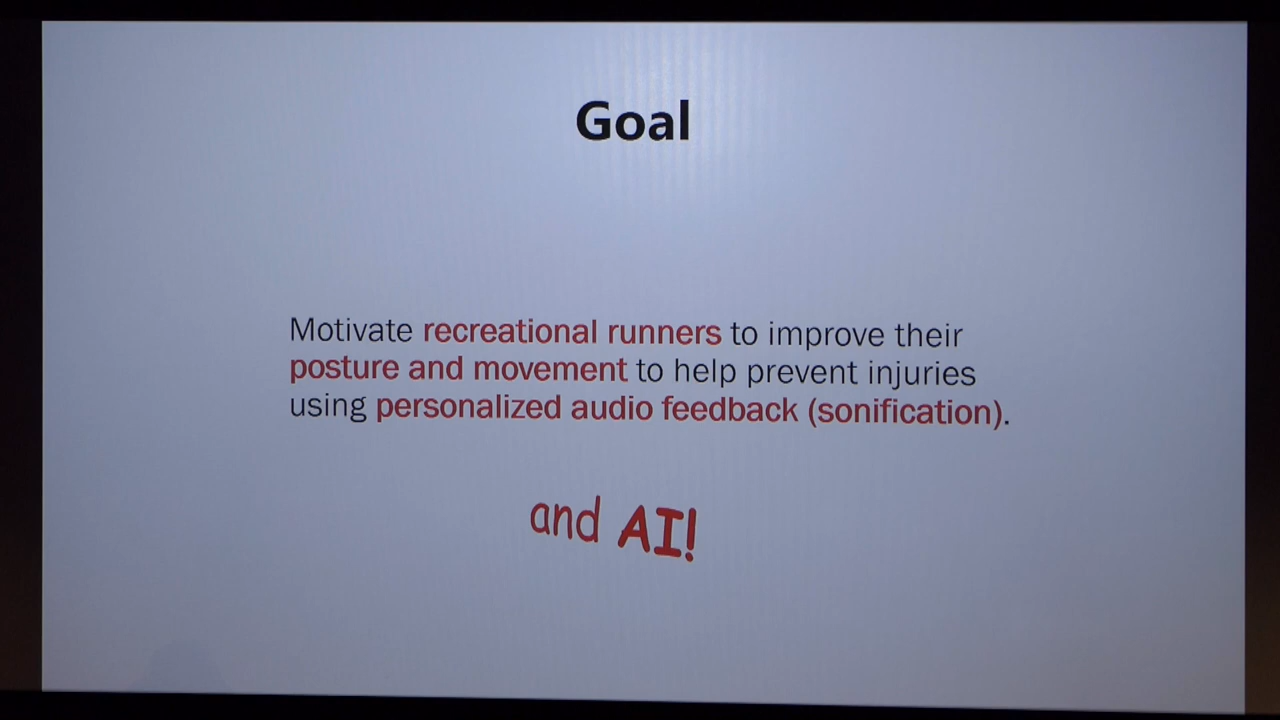 Goal
Motivate recreational runners to improve their
posture and movement to help prevent injuries
using personalized audio feedback (sonification).
and AI!